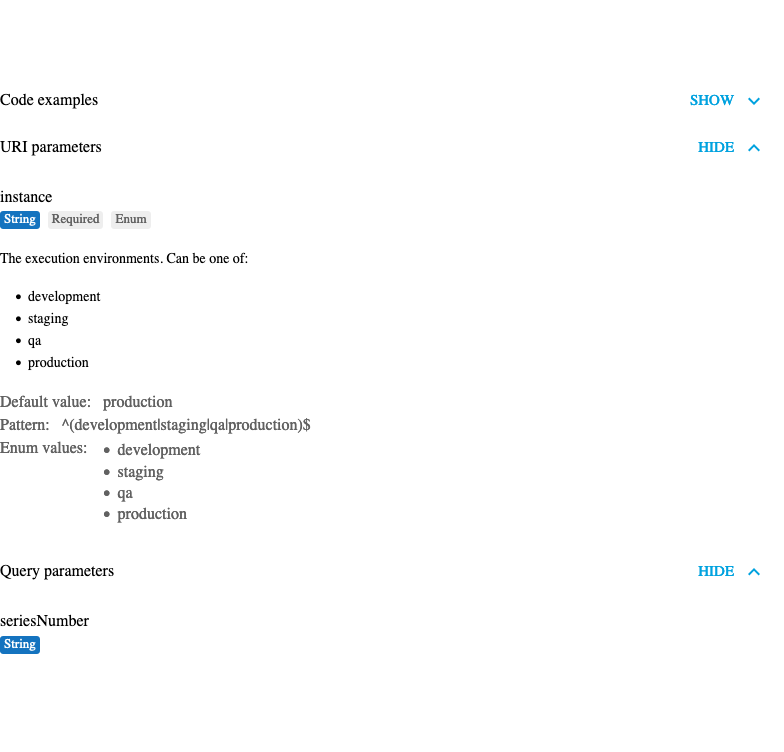 Code examples SHOW
URI parameters HIDE
instance
String Required Enum
The execution environments. Can be one of:
• development
• staging
• qa
• production
Default value: production
Pattern: ^(development|staging|qa|production)$
Enum values: • development
• staging
• qa
• production
Query parameters HIDE
seriesNumber
String